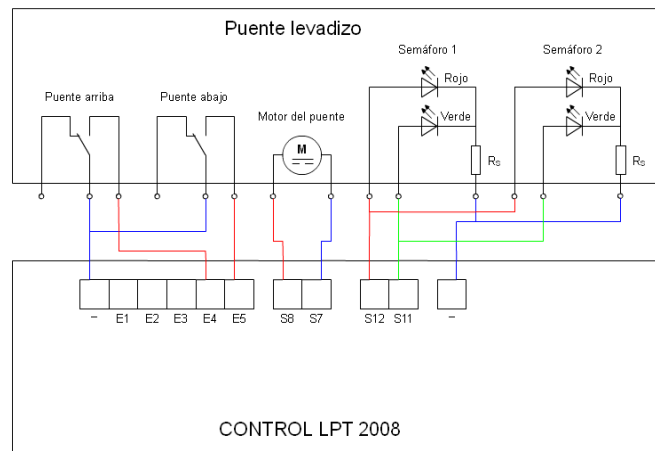 Puente levadizo
Semáforo 1
Semáforo 2
Rojo
Rojo
Puente arriba
Puente abajo
Motor del puente
Verde
Verde
M
Rs
Rs
– E1 E2 E3 E4 E5 S8 S7 S12 S11 –
CONTROL LPT 2008